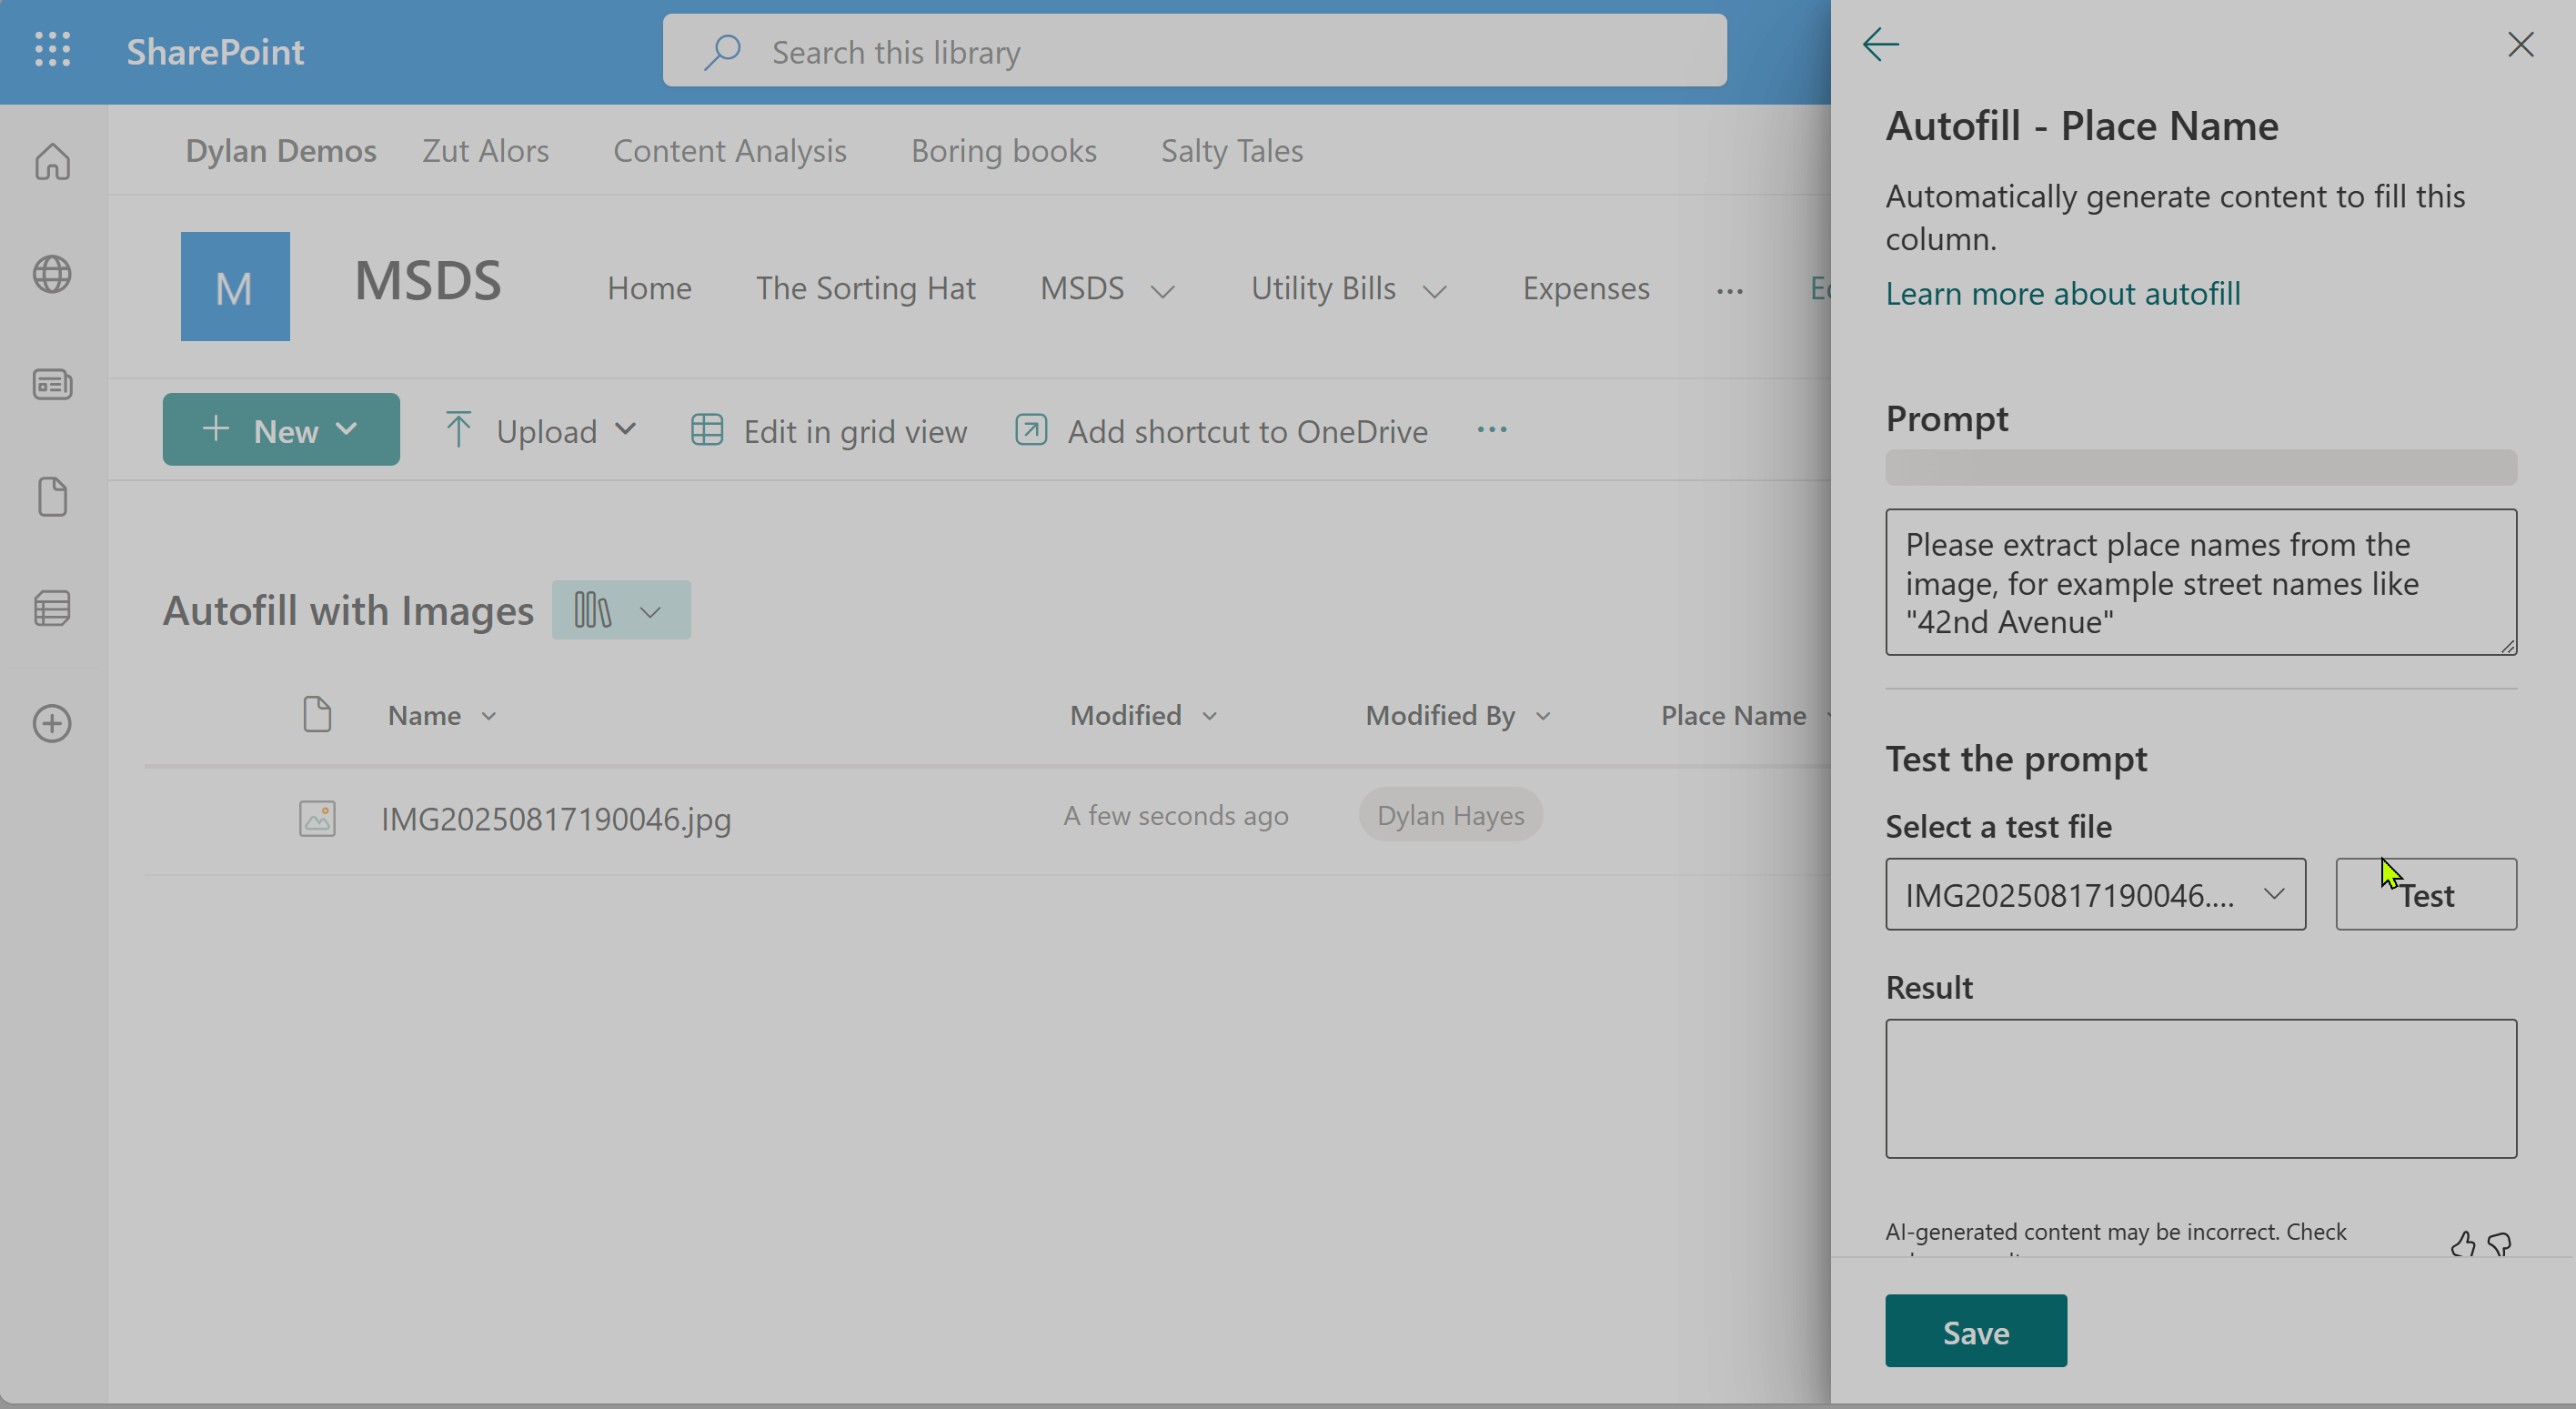 SharePoint
Search this library
Dylan Demos Zut Alors Content Analysis Boring books Salty Tales
M
MSDS
Home The Sorting Hat MSDS Utility Bills Expenses ...
New Upload Edit in grid view Add shortcut to OneDrive ...
Autofill with Images
Name Modified Modified By Place Name
IMG20250817190046.jpg A few seconds ago Dylan Hayes
Autofill - Place Name
Automatically generate content to fill this
column.
Learn more about autofill
Prompt
Please extract place names from the
image, for example street names like
"42nd Avenue"
Test the prompt
Select a test file
IMG20250817190046.... Test
Result
AI-generated content may be incorrect. Check
Save